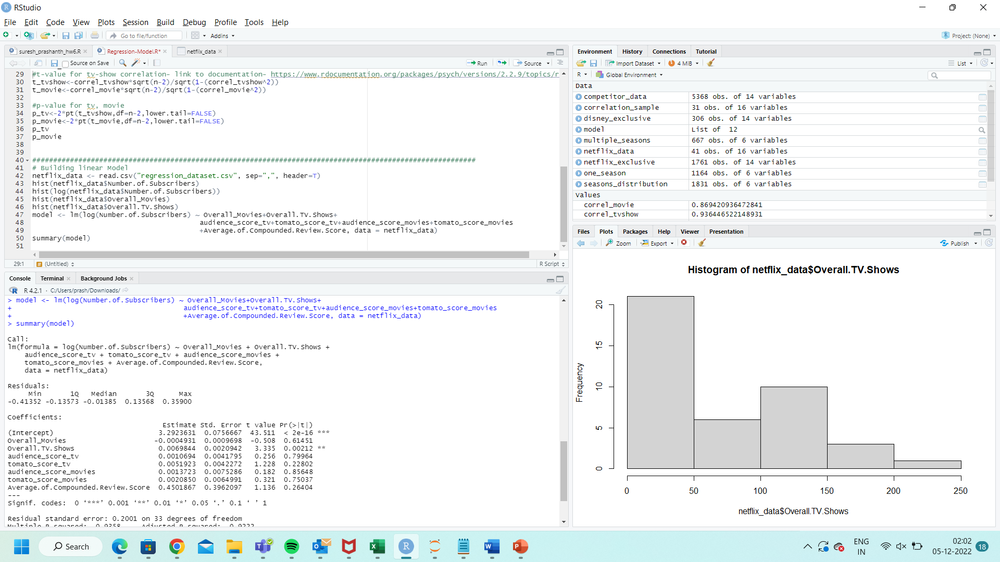 RStudio
File Edit Code View Plots Session Build Debug Profile Tools Help
Go to file/function Addins Project: (None)
suresh_prashanth_hw6.R Regression-Model.R* netflix_data
Source on Save Run Source
29 #t-value for tv-show correlation- link to documentation- https://www.rdocumentation.org/packages/psych/versions/2.2.9/topics/r
30 t_tvshow<-correl_tvshow*sqrt(n-2)/sqrt(1-(correl_tvshow^2))
31 t_movie<-correl_movie*sqrt(n-2)/sqrt(1-(correl_movie^2))
32
33 #p-value for tv, movie
34 p_tv<-2*pt(t_tvshow,df=n-2,lower.tail=FALSE)
35 p_movie<-2*pt(t_movie,df=n-2,lower.tail=FALSE)
36 p_tv
37 p_movie
38
39
40 ##########################################################################################################
41 # Building linear Model
42 netflix_data <- read.csv("regression_dataset.csv", sep=",", header=T)
43 hist(netflix_data$Number.of.Subscribers)
44 hist(log(netflix_data$Number.of.Subscribers))
45 hist(netflix_data$Overall_Movies)
46 hist(netflix_data$Overall.TV.Shows)
47 model <- lm(log(Number.of.Subscribers) ~ Overall_Movies+Overall.TV.Shows+
48 audience_score_tv+tomato_score_tv+audience_score_movies+tomato_score_movies
49 +Average.of.Compounded.Review.Score, data = netflix_data)
50 summary(model)
51
29:1 (Untitled) R Script
Console Terminal Background Jobs
R 4.2.1 · C:/Users/prash/Downloads/
> model <- lm(log(Number.of.Subscribers) ~ Overall_Movies+Overall.TV.Shows+
+ audience_score_tv+tomato_score_tv+audience_score_movies+tomato_score_movies
+ +Average.of.Compounded.Review.Score, data = netflix_data)
> summary(model)
Call:
lm(formula = log(Number.of.Subscribers) ~ Overall_Movies + Overall.TV.Shows +
audience_score_tv + tomato_score_tv + audience_score_movies +
tomato_score_movies + Average.of.Compounded.Review.Score,
data = netflix_data)
Residuals:
Min 1Q Median 3Q Max
-0.41352 -0.13573 -0.01385 0.13568 0.35900
Coefficients:
Estimate Std. Error t value Pr(>|t|)
(Intercept) 3.2923631 0.0756667 43.511 < 2e-16 ***
Overall_Movies -0.0004931 0.0009698 -0.508 0.61451
Overall.TV.Shows 0.0069844 0.0020942 3.335 0.00212 **
audience_score_tv 0.0010694 0.0041795 0.256 0.79964
tomato_score_tv 0.0051923 0.0042272 1.228 0.22802
audience_score_movies 0.0013723 0.0075286 0.182 0.85648
tomato_score_movies 0.0020850 0.0064991 0.321 0.75037
Average.of.Compounded.Review.Score 0.4501867 0.3962097 1.136 0.26404
---
Signif. codes: 0 ‘***’ 0.001 ‘**’ 0.01 ‘*’ 0.05 ‘.’ 0.1 ‘ ’ 1
Residual standard error: 0.2001 on 33 degrees of freedom
Multiple R-squared: 0.9358, Adjusted R-squared: 0.9222
Environment History Connections Tutorial
Import Dataset 4 MiB List
R Global Environment
Data
competitor_data 5368 obs. of 14 variables
correlation_sample 31 obs. of 16 variables
disney_exclusive 306 obs. of 14 variables
model List of 12
multiple_seasons 667 obs. of 6 variables
netflix_data 41 obs. of 16 variables
netflix_exclusive 1761 obs. of 14 variables
one_season 1164 obs. of 6 variables
seasons_distribution 1831 obs. of 6 variables
Values
correl_movie 0.869420936472841
correl_tvshow 0.936446522148931
Files Plots Packages Help Viewer Presentation
Zoom Export Publish
Histogram of netflix_data$Overall.TV.Shows
Frequency
20
15
10
5
0
0 50 100 150 200 250
netflix_data$Overall.TV.Shows
Search
ENG
IN
02:02
05-12-2022
18